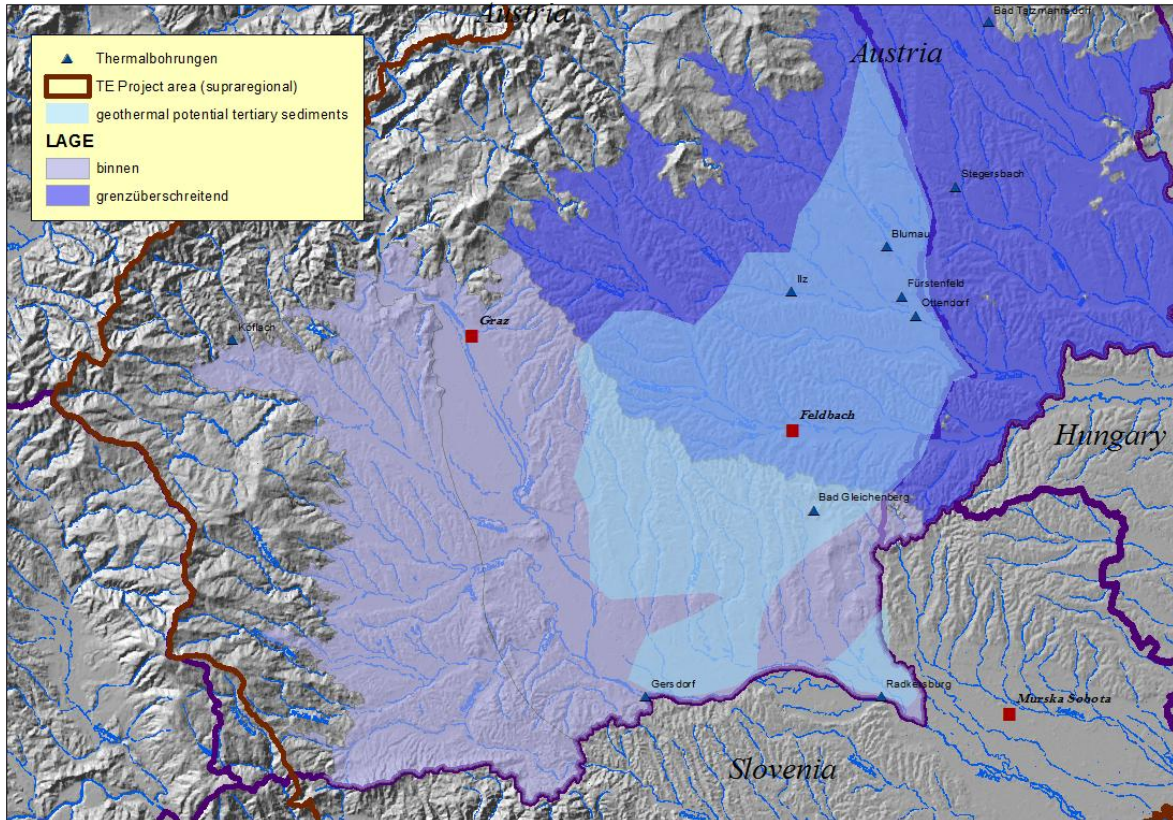 Austria
Bad Tatzmannsdorf
Thermalbohrungen
Austria
TE Project area (supraregional)
geothermal potential tertiary sediments
LAGE
binnen
grenzüberschreitend
Stegersbach
Blumau
Ilz
Fürstenfeld
Ottendorf
Graz
Köflach
Feldbach
Hungary
Bad Gleichenberg
Gersdorf
Radkersburg
Murska Sobota
Slovenia